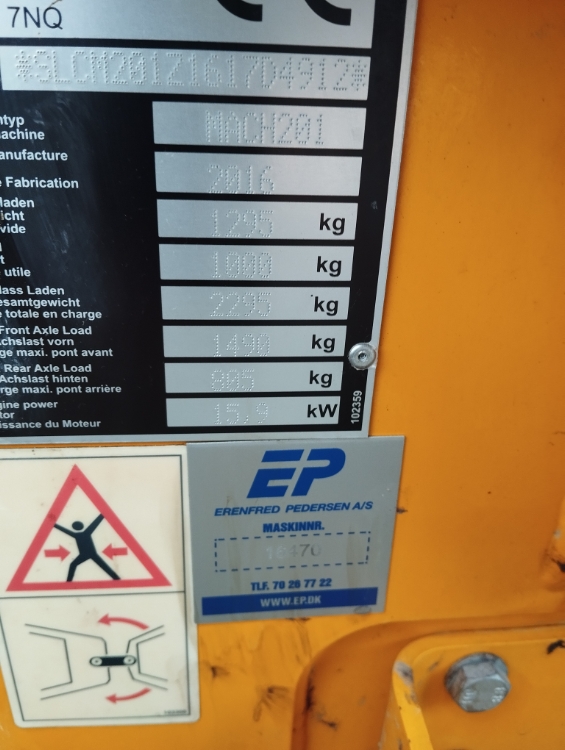 7NQ CE
*SLCM201Z1617D4912*
ntyp
achine MACH201
anufacture
e Fabrication 2016
laden
icht 1295 kg
vide
t 1000 kg
utile
lass Laden
esamtgewicht 2295 kg
e totale en charge
Front Axle Load
chslast vorn 1490 kg
ge maxi. pont avant
Rear Axle Load
Achslast hinten 805 kg
rge maxi. pont arrière
gine power
tor 15,9 kW
issance du Moteur
102359
EP
ERENFRED PEDERSEN A/S
MASKINNR.
TLF. 70 26 77 22
WWW.EP.DK